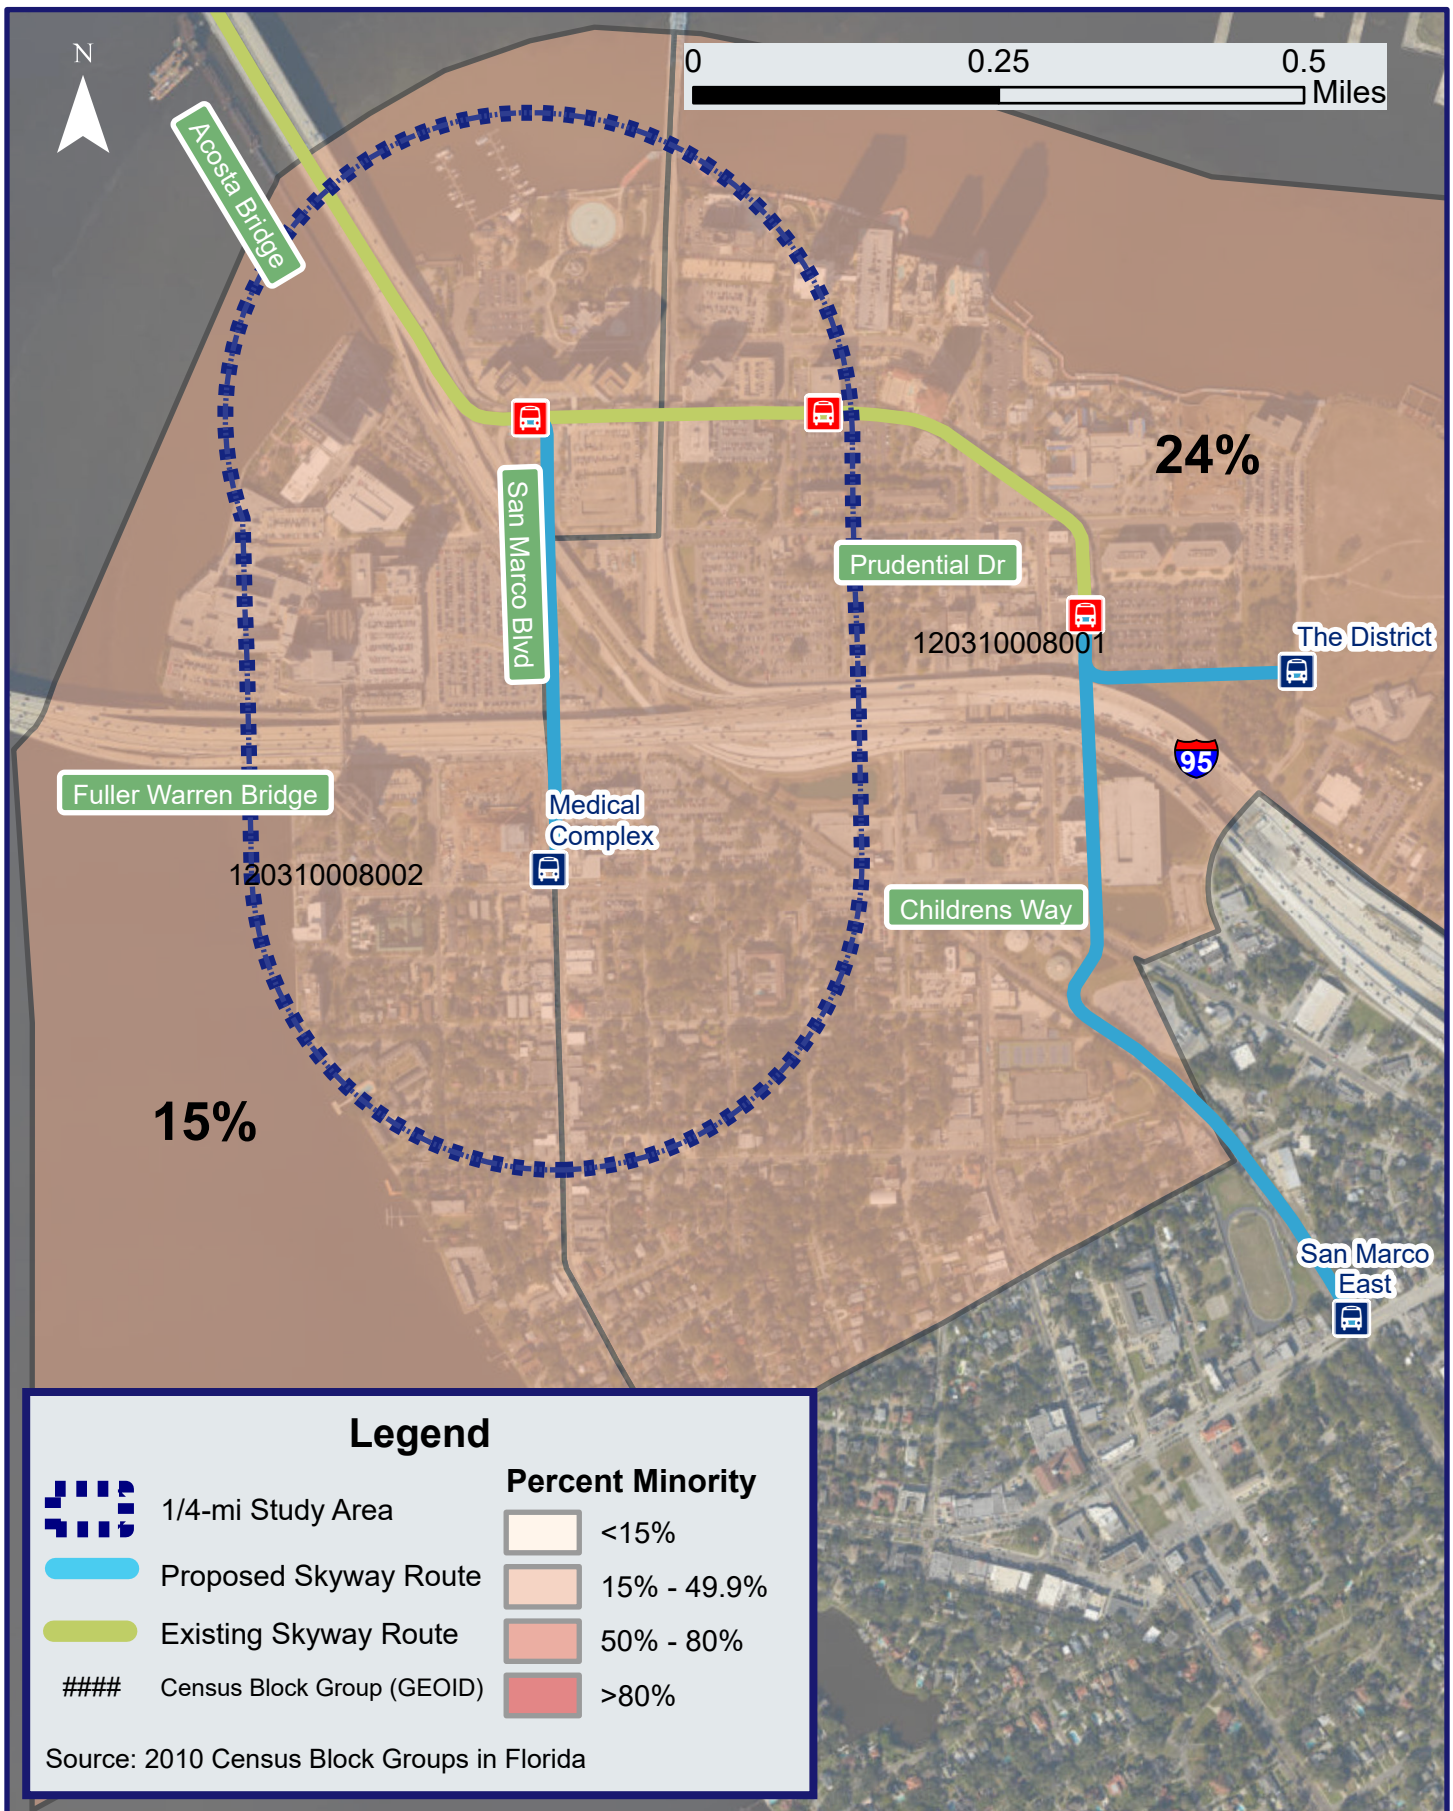 N
0 0.25 0.5
Miles
Acosta Bridge
24%
San Marco Blvd
Prudential Dr
120310008001
The District
95
Fuller Warren Bridge
Medical
Complex
120310008002
Childrens Way
15%
San Marco
East
Legend
1/4-mi Study Area
Proposed Skyway Route
Existing Skyway Route
#### Census Block Group (GEOID)
Percent Minority
<15%
15% - 49.9%
50% - 80%
>80%
Source: 2010 Census Block Groups in Florida